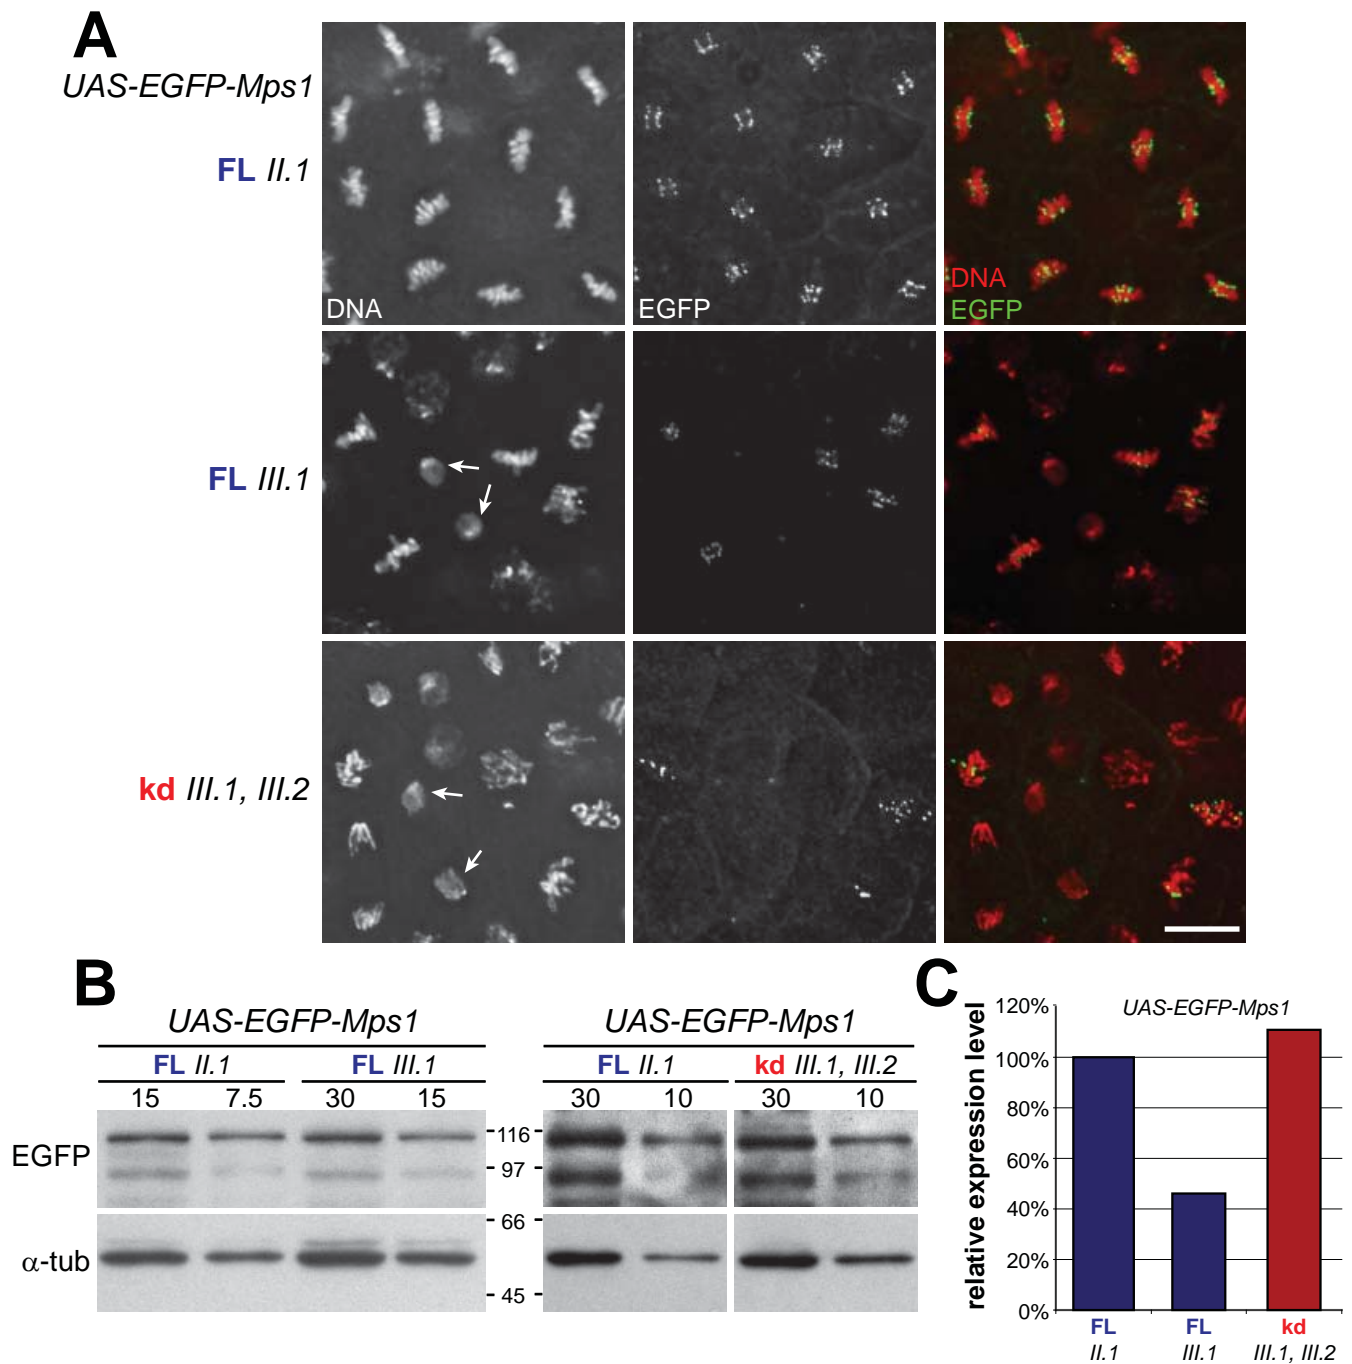 A
UAS-EGFP-Mps1
FL II.1
DNA
EGFP
DNA
EGFP
FL III.1
kd III.1, III.2
B
UAS-EGFP-Mps1
UAS-EGFP-Mps1
FL II.1 FL III.1
FL II.1 kd III.1, III.2
15 7.5 30 15
30 10 30 10
EGFP
116
97
66
α-tub
45
C
relative expression level
UAS-EGFP-Mps1
120%
100%
80%
60%
40%
20%
0%
FL FL kd
II.1 III.1 III.1, III.2